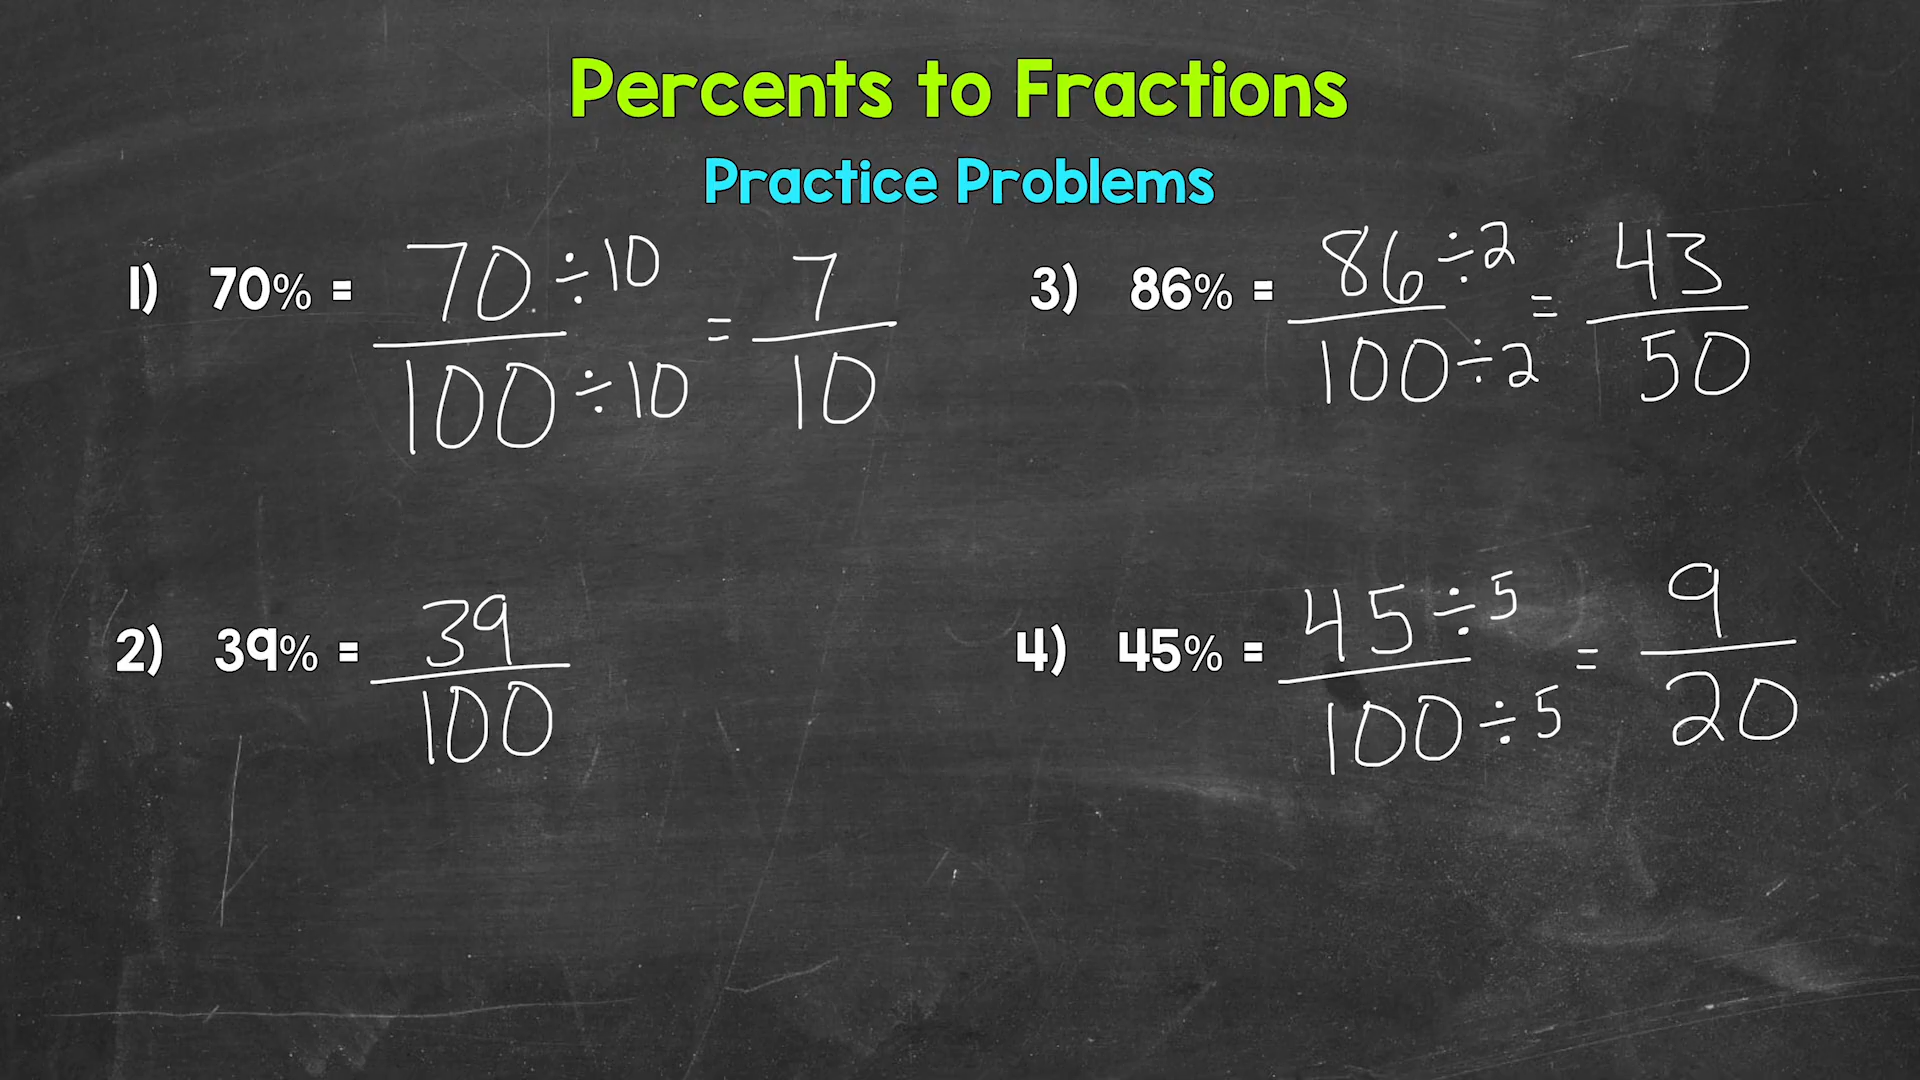 Percents to Fractions
Practice Problems
1) 70% = 70 ÷ 10 / 100 ÷ 10 = 7 / 10
2) 39% = 39 / 100
3) 86% = 86 ÷ 2 / 100 ÷ 2 = 43 / 50
4) 45% = 45 ÷ 5 / 100 ÷ 5 = 9 / 20